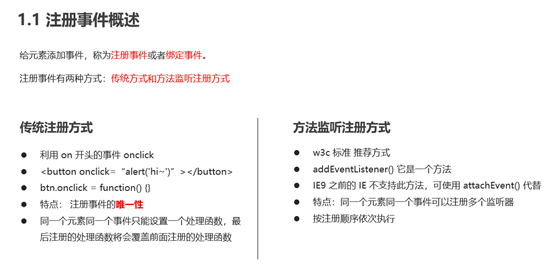 1.1 注册事件概述
给元素添加事件，称为注册事件或者绑定事件。
注册事件有两种方式：传统方式和方法监听注册方式
传统注册方式
● 利用 on 开头的事件 onclick
● <button onclick= “alert('hi~')” ></button>
● btn.onclick = function() {}
● 特点： 注册事件的唯一性
● 同一个元素同一个事件只能设置一个处理函数，最
后注册的处理函数将会覆盖前面注册的处理函数
方法监听注册方式
● w3c 标准 推荐方式
● addEventListener() 它是一个方法
● IE9 之前的 IE 不支持此方法，可使用 attachEvent() 代替
● 特点：同一个元素同一个事件可以注册多个监听器
● 按注册顺序依次执行